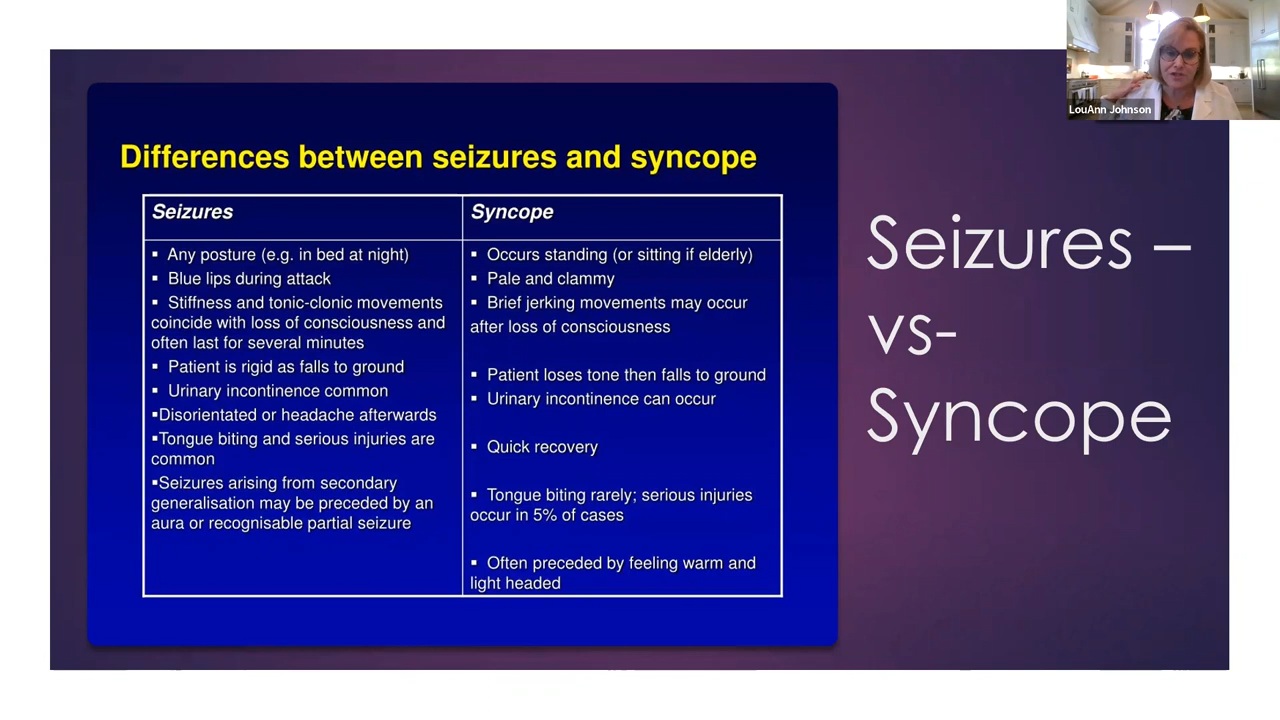 LouAnn Johnson
Differences between seizures and syncope
Seizures
▪ Any posture (e.g. in bed at night)
▪ Blue lips during attack
▪ Stiffness and tonic-clonic movements
coincide with loss of consciousness and
often last for several minutes
▪ Patient is rigid as falls to ground
▪ Urinary incontinence common
▪Disorientated or headache afterwards
▪Tongue biting and serious injuries are
common
▪Seizures arising from secondary
generalisation may be preceded by an
aura or recognisable partial seizure
Syncope
▪ Occurs standing (or sitting if elderly)
▪ Pale and clammy
▪ Brief jerking movements may occur
after loss of consciousness
▪ Patient loses tone then falls to ground
▪ Urinary incontinence can occur
▪ Quick recovery
▪ Tongue biting rarely; serious injuries
occur in 5% of cases
▪ Often preceded by feeling warm and
light headed
Seizures –
vs-
Syncope